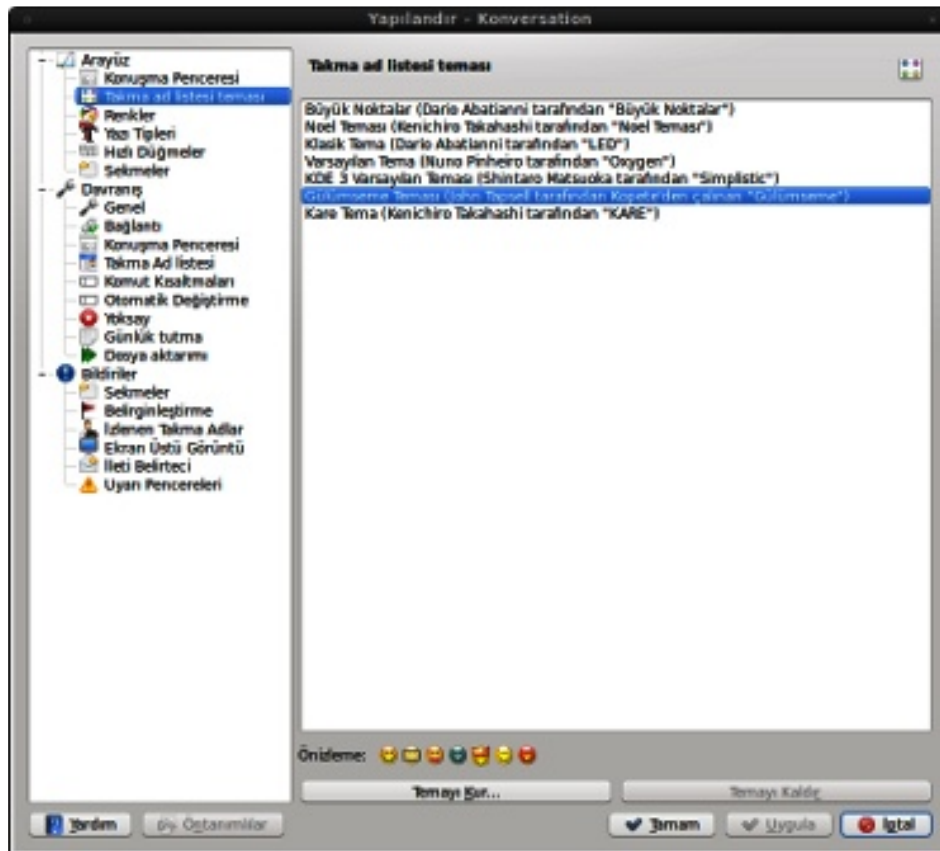 Yapılandır - Konversation
Arayüz
Konuşma Penceresi
Takma ad listesi teması
Renkler
Yazı Tipleri
Hızlı Düğmeler
Sekmeler
Davranış
Genel
Bağlantı
Konuşma Penceresi
Takma Ad listesi
Komut Kısaltmaları
Otomatik Değiştirme
Yoksay
Günlük tutma
Dosya aktarımı
Bildiriler
Sekmeler
Belirginleştirme
İzlenen Takma Adlar
Ekran Üstü Görüntü
İleti Belirteci
Uyarı Pencereleri
Takma ad listesi teması
Büyük Noktalar (Dario Abatianni tarafından "Büyük Noktalar")
Noel Teması (Kenichiro Takahashi tarafından "Noel Teması")
Klasik Tema (Dario Abatianni tarafından "LED")
Varsayılan Tema (Nuno Pinheiro tarafından "Oxygen")
KDE 3 Varsayılan Teması (Shintaro Matsuoka tarafından "Simplistic")
Gülümseme Teması (John Tapsell tarafından Kopete'den çalınan "Gülümseme")
Kare Tema (Kenichiro Takahashi tarafından "KARE")
Önizleme:
Temayı Kur...
Temayı Kaldır
Yardım
Öntanımlılar
Tamam
Uygula
İptal